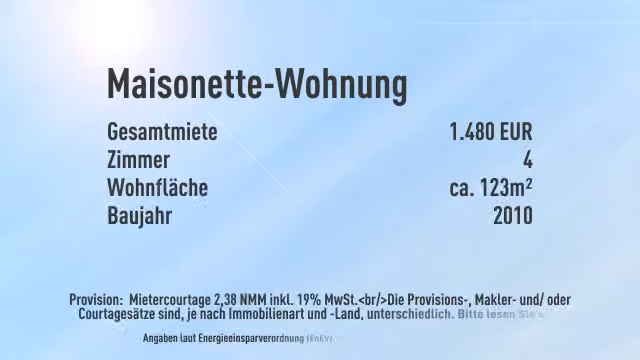 Maisonette-Wohnung
Gesamtmiete 1.480 EUR
Zimmer 4
Wohnfläche ca. 123m²
Baujahr 2010
Provision: Mietercourtage 2,38 NMM inkl. 19% MwSt.<br/>Die Provisions-, Makler- und/ oder
Courtagesätze sind, je nach Immobilienart und -Land, unterschiedlich. Bitte lesen Sie
Angaben laut Energieeinsparverordnung (EnEV)